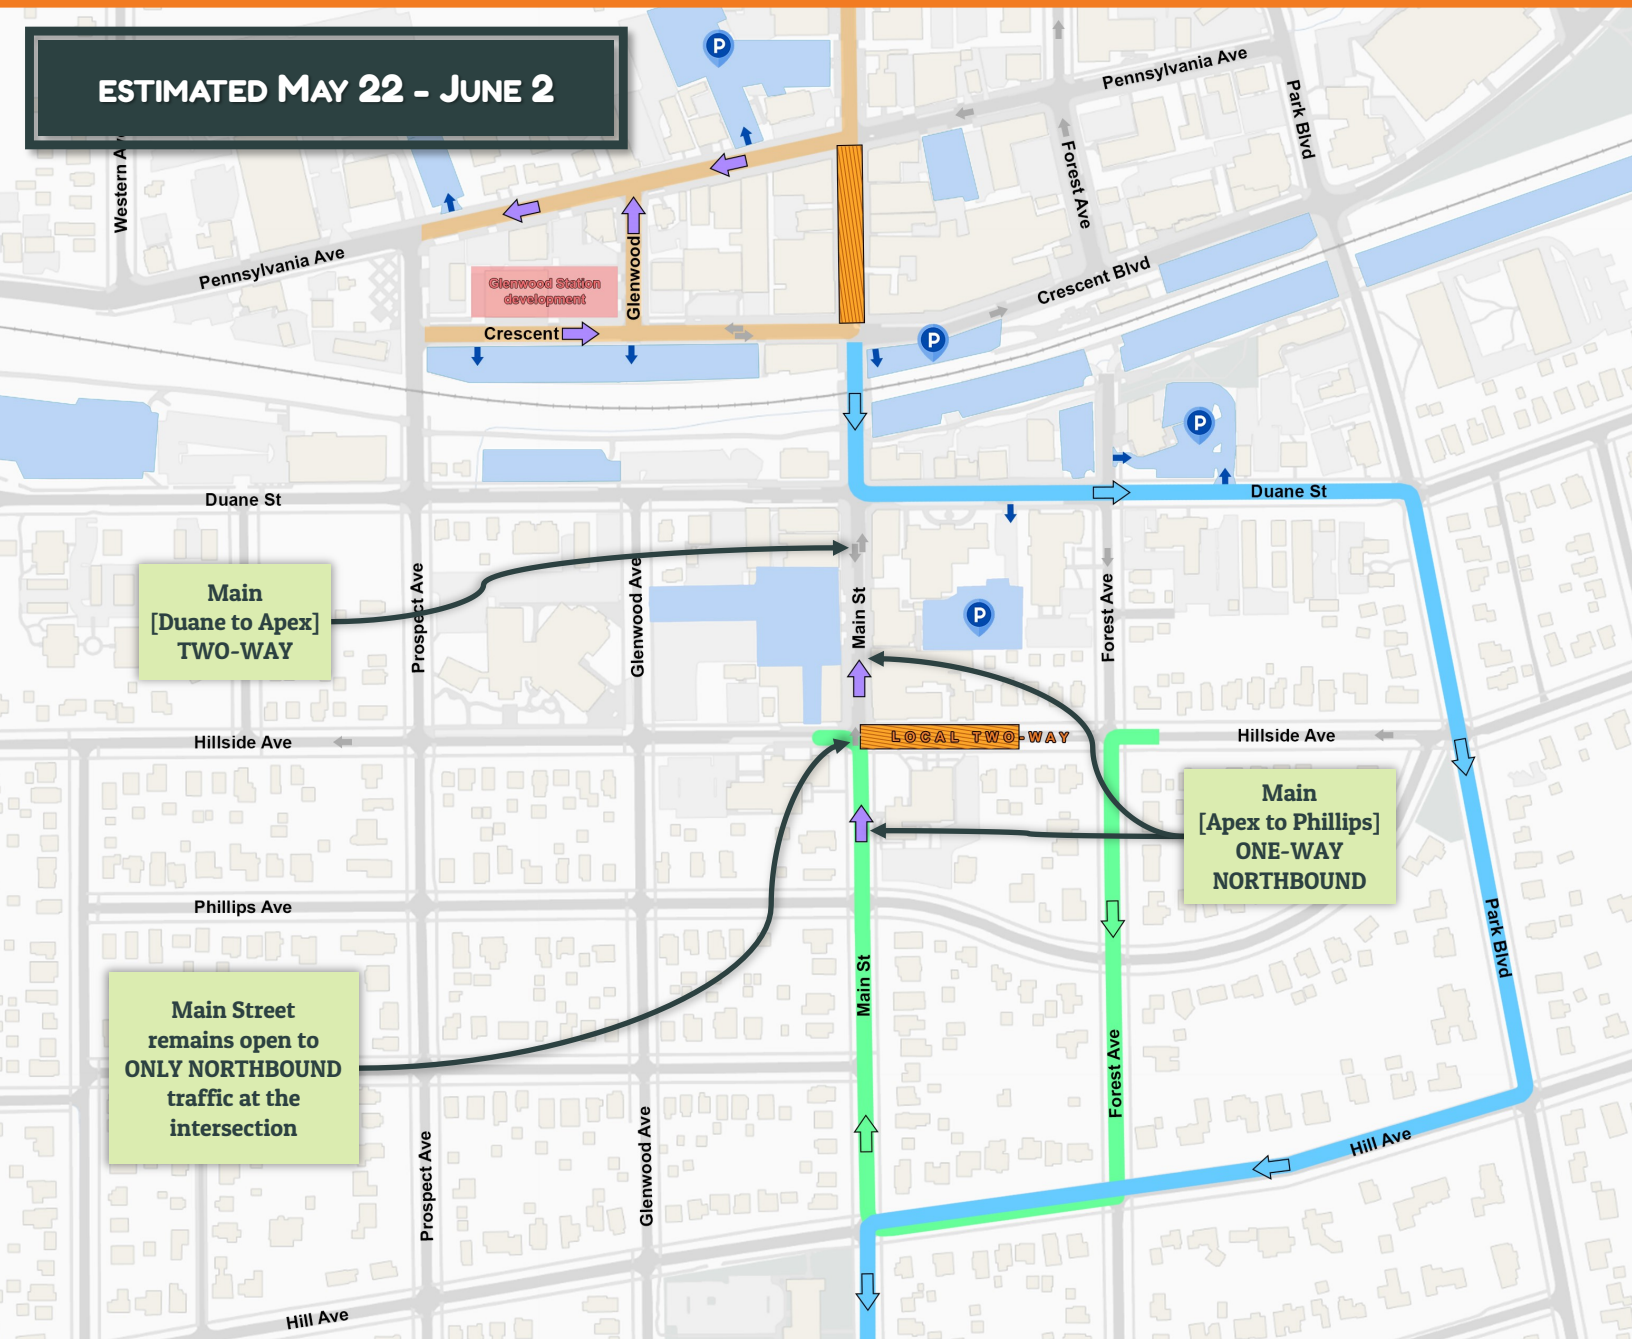 ESTIMATED MAY 22 - JUNE 2
P
Pennsylvania Ave
Park Blvd
Western Av
Forest Ave
Pennsylvania Ave
Glenwood
Glenwood Station
development
Crescent Blvd
Crescent
P
P
Duane St
Duane St
Main
[Duane to Apex]
TWO-WAY
Prospect Ave
Glenwood Ave
Main St
P
Forest Ave
Hillside Ave
LOCAL TWO-WAY
Hillside Ave
Main
[Apex to Phillips]
ONE-WAY
NORTHBOUND
Phillips Ave
Park Blvd
Main St
Main Street
remains open to
ONLY NORTHBOUND
traffic at the
intersection
Forest Ave
Prospect Ave
Glenwood Ave
Hill Ave
Hill Ave